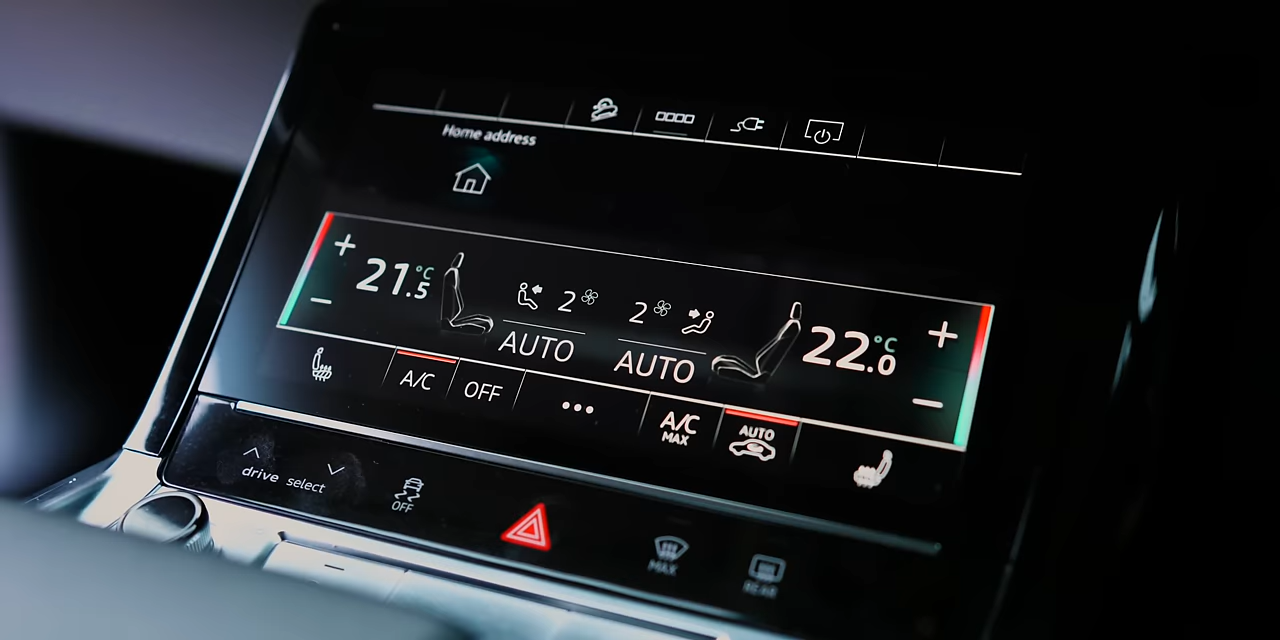 Home address
21.5 °C
2
AUTO
2
AUTO
22.0 °C
A/C
OFF
A/C
MAX
AUTO
drive select
OFF
MAX
REAR